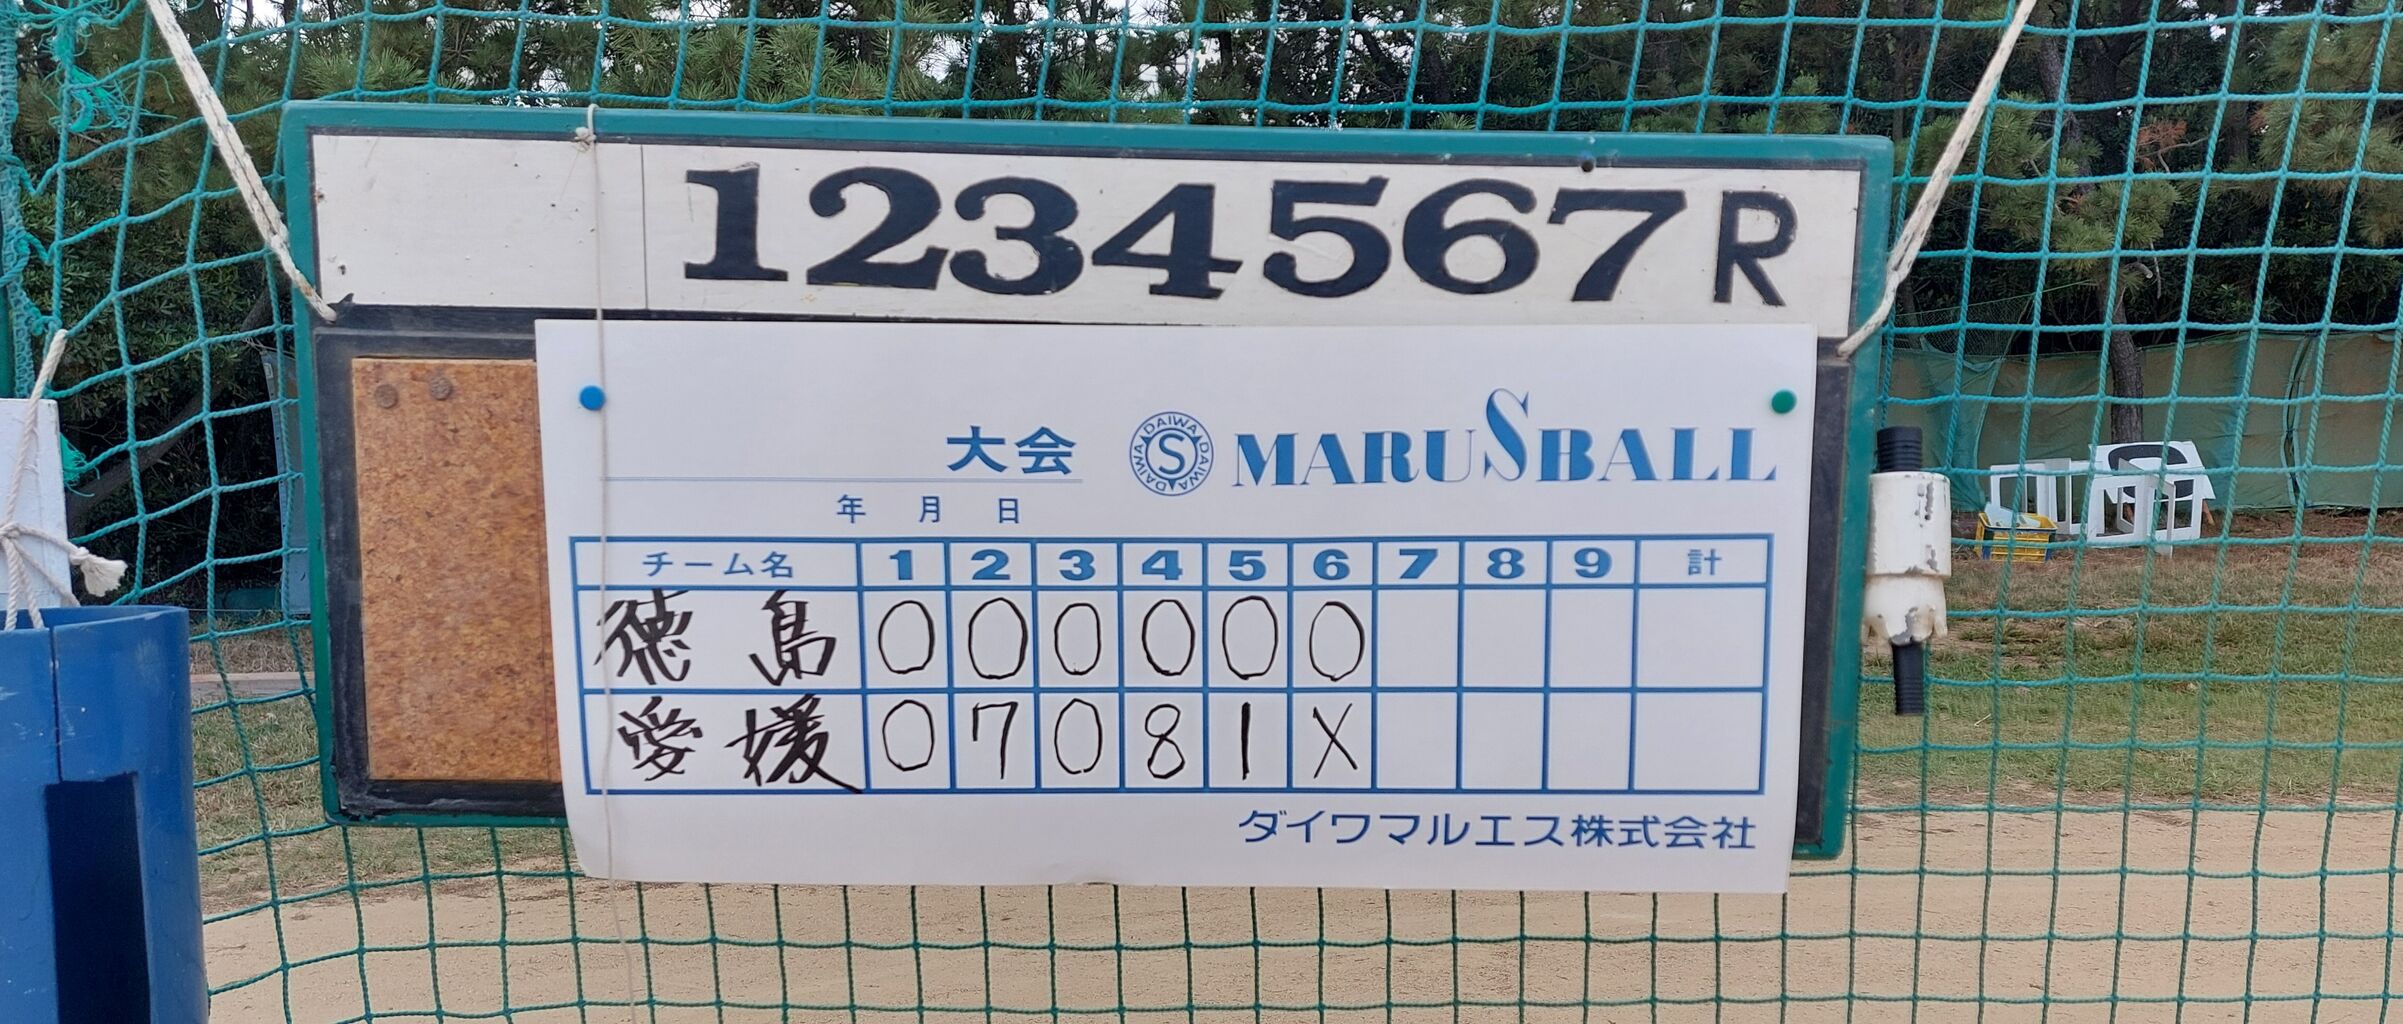 1234567R
大会 DAIWA DAIWA DAIWA S MARUSBALL
年 月 日
チーム名 1 2 3 4 5 6 7 8 9 計
徳島 0 0 0 0 0 0
愛媛 0 7 0 8 1 X
ダイワマルエス株式会社